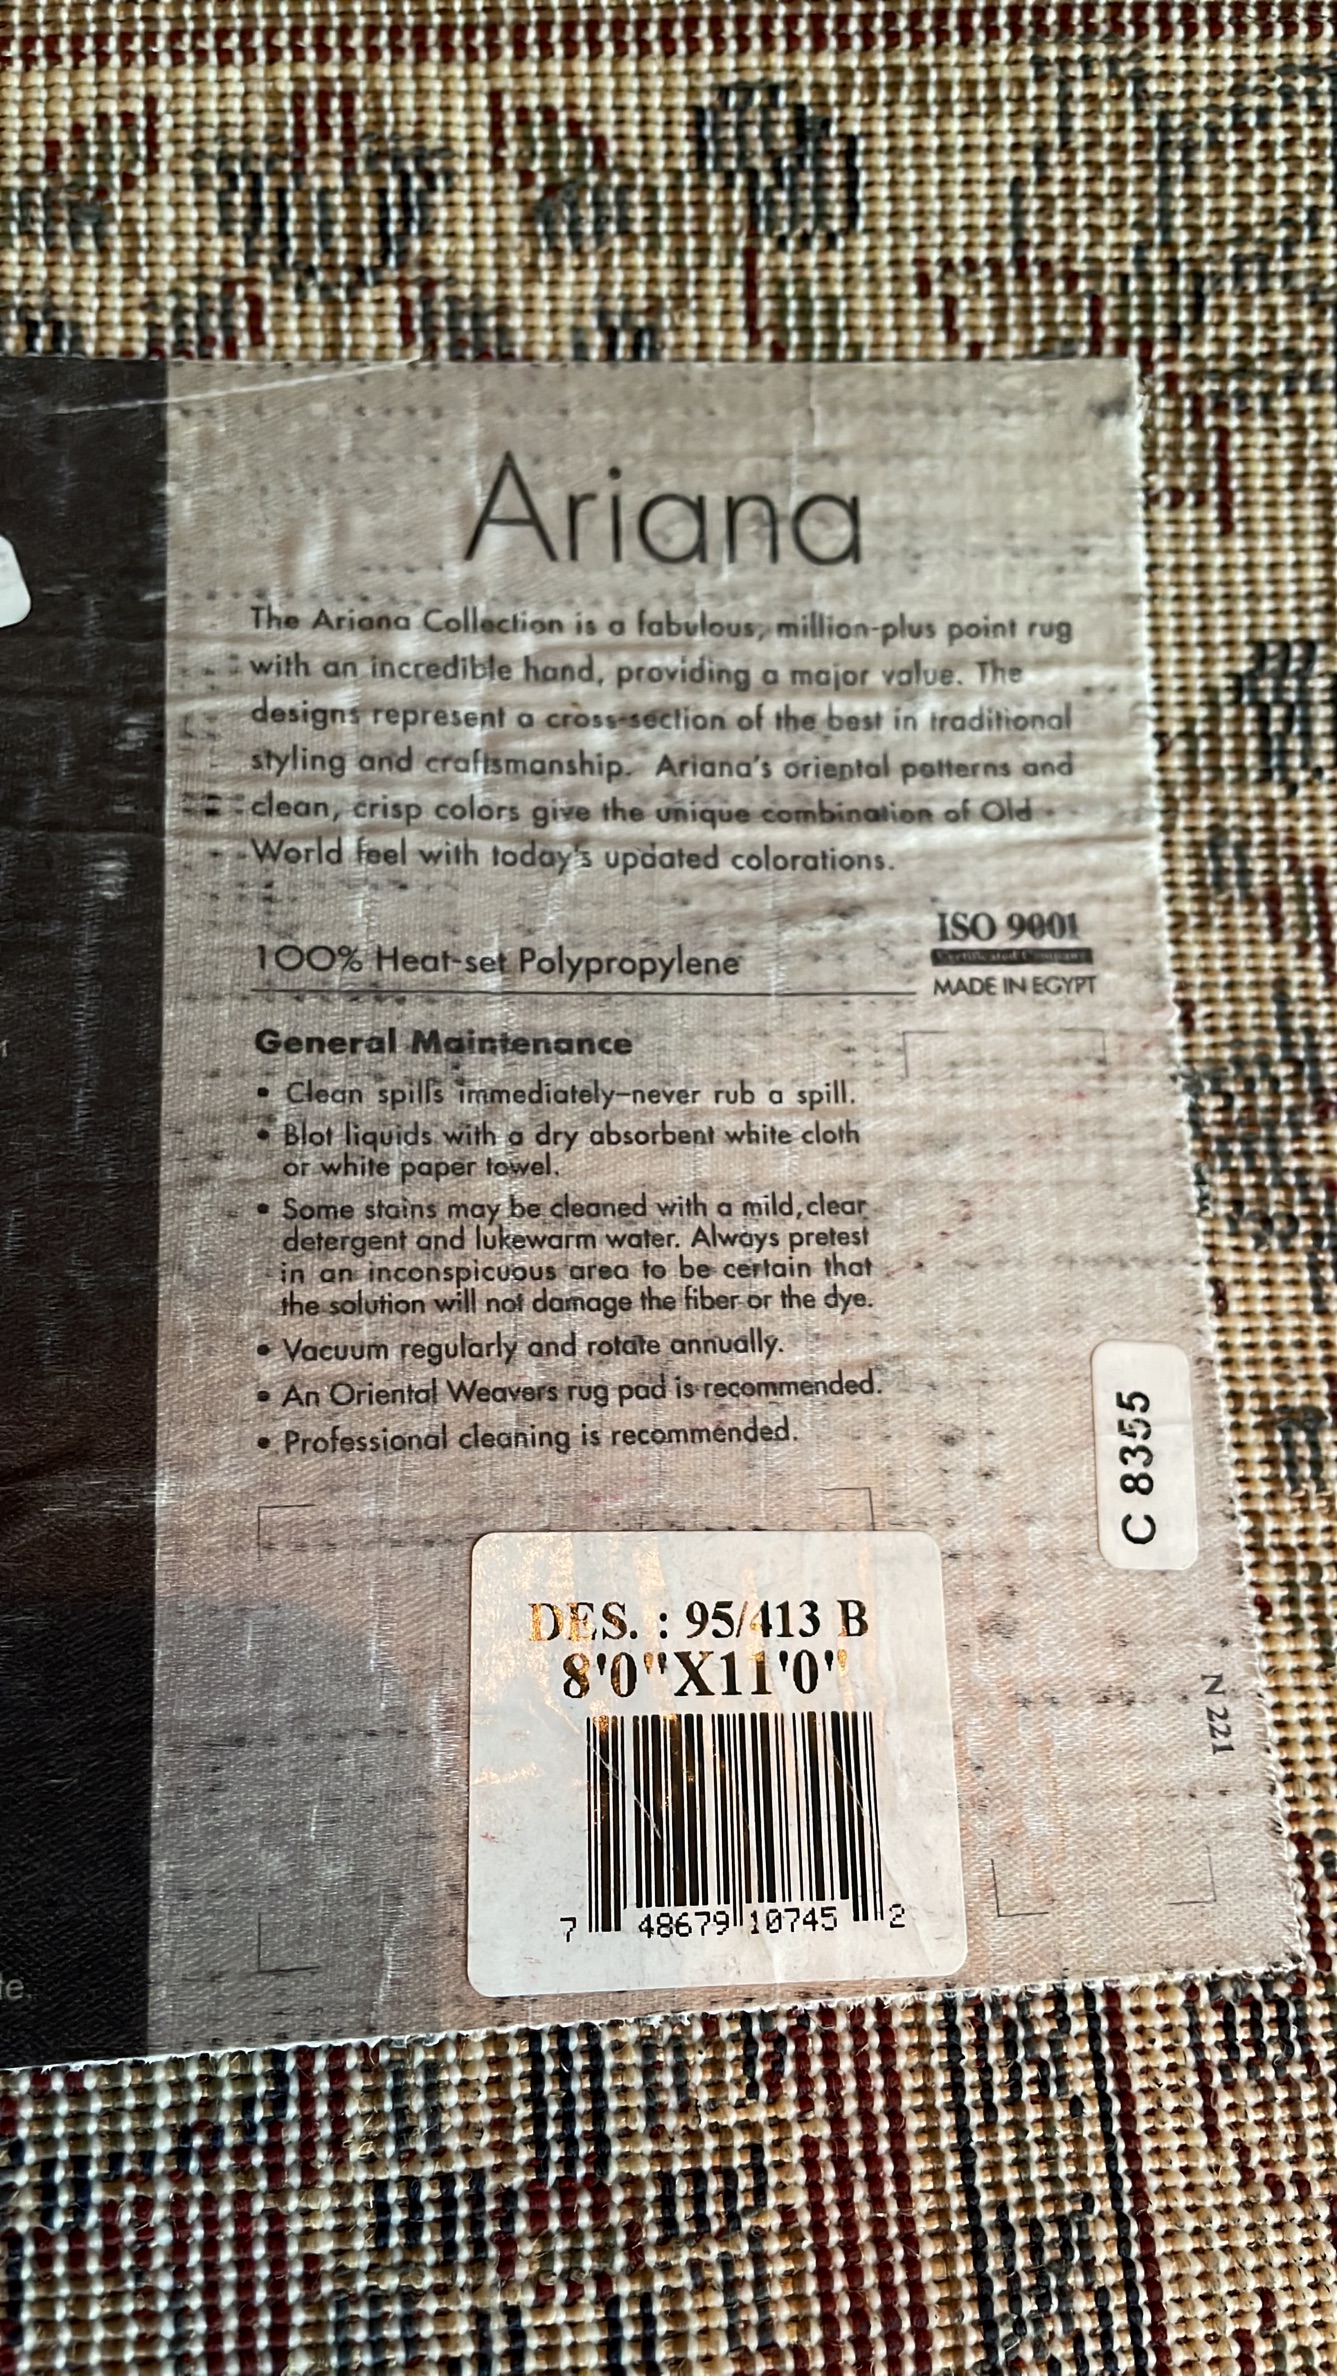 Ariana
The Ariana Collection is a fabulous, million-plus point rug
with an incredible hand, providing a major value. The
designs represent a cross-section of the best in traditional
styling and craftsmanship. Ariana's oriental patterns and
clean, crisp colors give the unique combination of Old
World feel with today's updated colorations.
100% Heat-set Polypropylene
ISO 9001
Certificated Company
MADE IN EGYPT
General Maintenance
• Clean spills immediately–never rub a spill.
• Blot liquids with a dry absorbent white cloth
or white paper towel.
• Some stains may be cleaned with a mild, clear
detergent and lukewarm water. Always pretest
in an inconspicuous area to be certain that
the solution will not damage the fiber or the dye.
• Vacuum regularly and rotate annually.
• An Oriental Weavers rug pad is recommended.
• Professional cleaning is recommended.
C 8355
DES. : 95/413 B
8'0"X11'0"
7 48679 10745 2
N 221